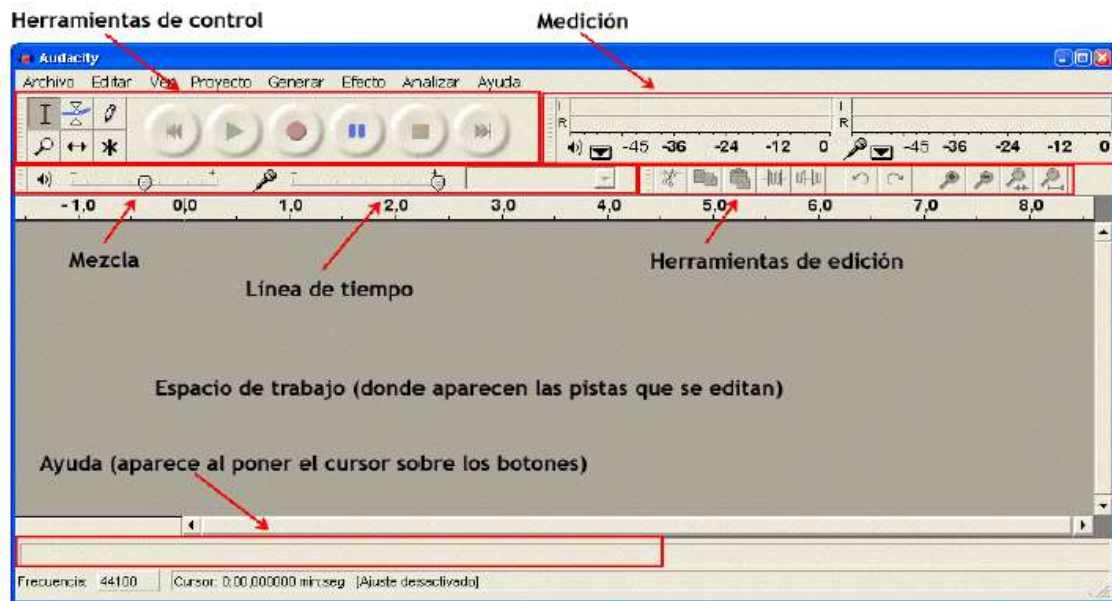 Herramientas de control
Medición
Audacity
Archivo Editar Ver Proyecto Generar Efecto Analizar Ayuda
I
R
-45 -36 -24 -12 0
I
R
-45 -36 -24 -12 0
- +
- +
-1,0 0,0 1,0 2,0 3,0 4,0 5,0 6,0 7,0 8,0
Mezcla
Línea de tiempo
Herramientas de edición
Espacio de trabajo (donde aparecen las pistas que se editan)
Ayuda (aparece al poner el cursor sobre los botones)
Frecuencia: 44100 Cursor: 0:00,000000 min:seg [Ajuste dessactivado]